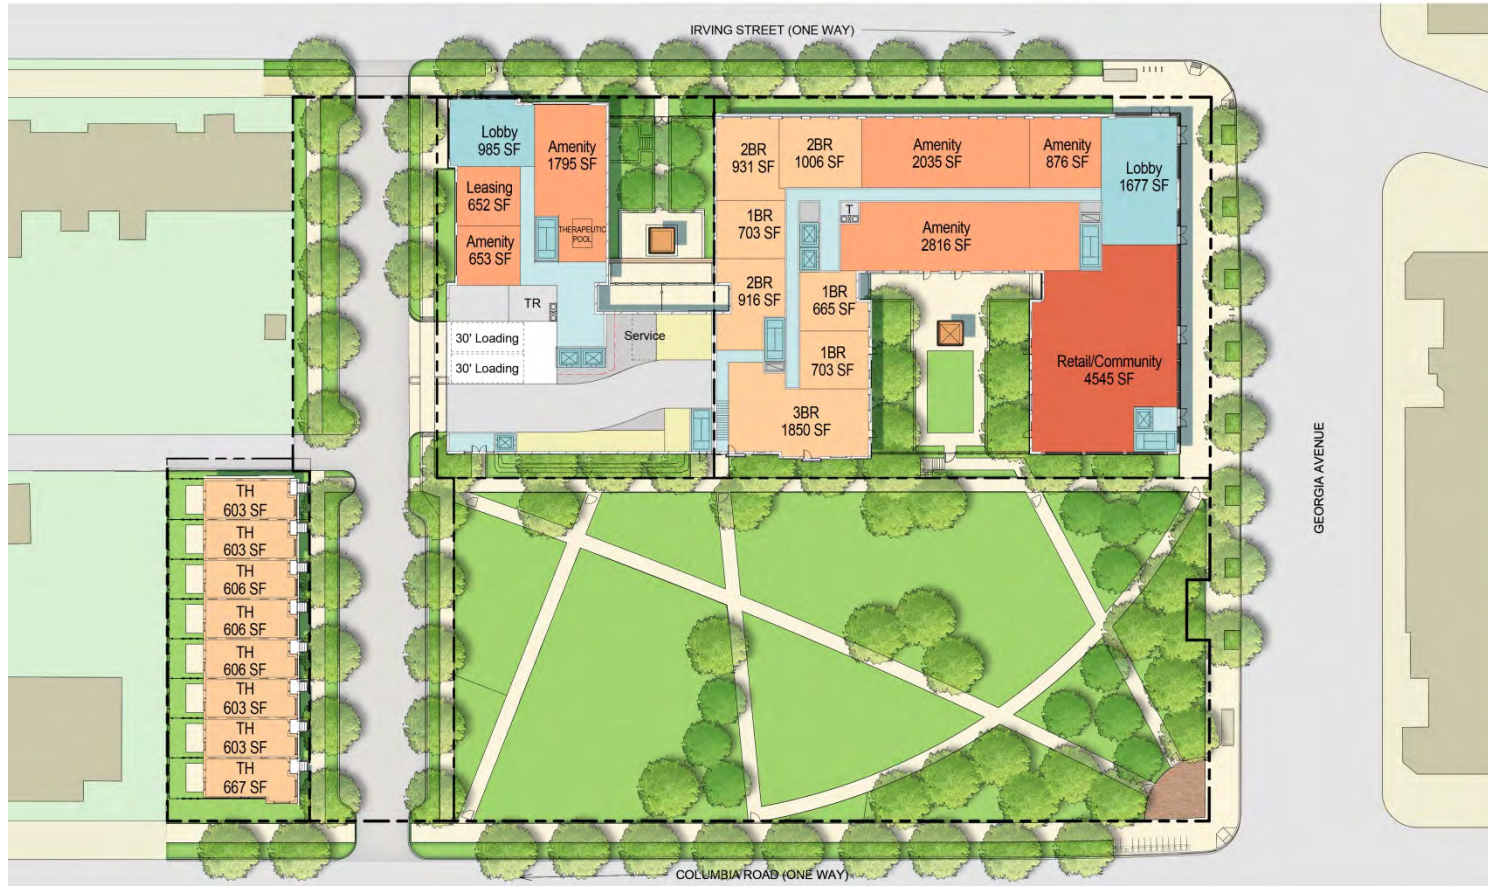 IRVING STREET (ONE WAY)
Lobby
985 SF
Amenity
1795 SF
Leasing
652 SF
Amenity
653 SF
THERAPEUTIC
POOL
TR
30' Loading
30' Loading
Service
2BR
931 SF
2BR
1006 SF
Amenity
2035 SF
Amenity
876 SF
Lobby
1677 SF
1BR
703 SF
T
Amenity
2816 SF
2BR
916 SF
1BR
665 SF
1BR
703 SF
3BR
1850 SF
Retail/Community
4545 SF
GEORGIA AVENUE
TH
603 SF
TH
603 SF
TH
606 SF
TH
606 SF
TH
606 SF
TH
603 SF
TH
603 SF
TH
667 SF
COLUMBIA ROAD (ONE WAY)